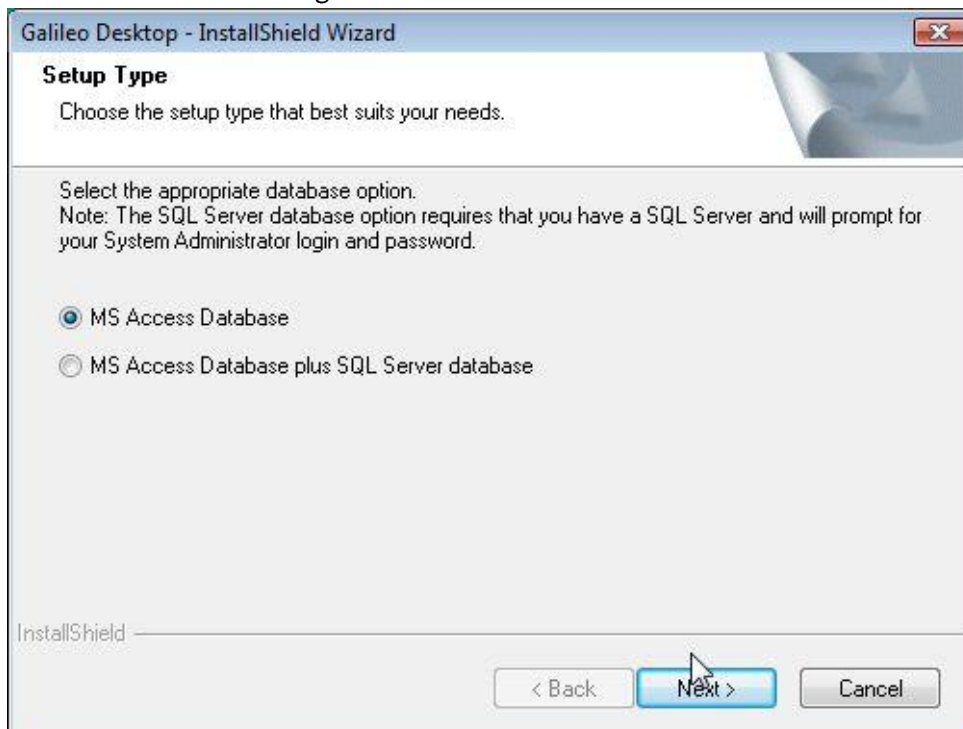 Galileo Desktop - InstallShield Wizard
Setup Type
Choose the setup type that best suits your needs.
Select the appropriate database option.
Note: The SQL Server database option requires that you have a SQL Server and will prompt for
your System Administrator login and password.
MS Access Database
MS Access Database plus SQL Server database
InstallShield
< Back
Next >
Cancel